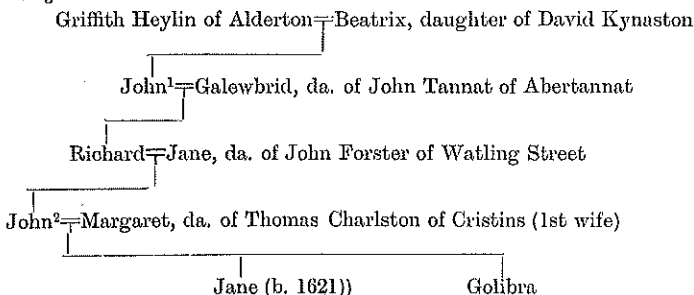 Griffith Heylin of Alderton=Beatrix, daughter of David Kynaston
John¹=Galewbrid, da. of John Tannat of Abertannat
Richard=Jane, da. of John Forster of Watling Street
John²=Margaret, da. of Thomas Charlston of Cristins (1st wife)
Jane (b. 1621)) Golibra